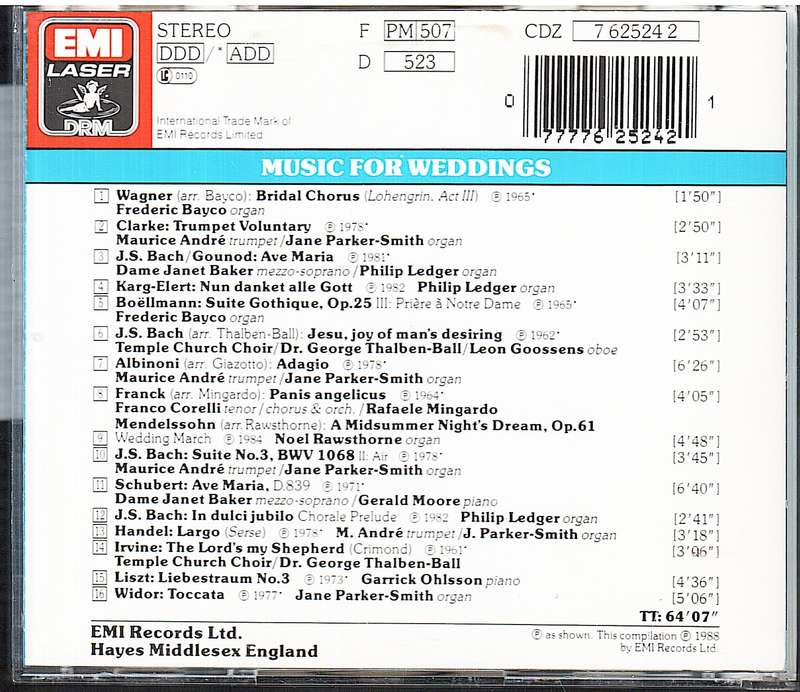 EMI
LASER
DRM
STEREO
DDD/*ADD
LC 0110
International Trade Mark of
EMI Records Limited
F PM 507
D 523
CDZ 7 62524 2
0 77776 25242 1
MUSIC FOR WEDDINGS
1 Wagner (arr. Bayco): Bridal Chorus (Lohengrin. Act III) ℗ 1965* [1'50"]
Frederic Bayco organ
2 Clarke: Trumpet Voluntary ℗ 1978* [2'50"]
Maurice André trumpet/Jane Parker-Smith organ
3 J.S. Bach/Gounod: Ave Maria ℗ 1981* [3'11"]
Dame Janet Baker mezzo-soprano/Philip Ledger organ
4 Karg-Elert: Nun danket alle Gott ℗ 1982 Philip Ledger organ [3'33"]
5 Boëllmann: Suite Gothique, Op.25 III: Prière à Notre Dame ℗ 1965* [4'07"]
Frederic Bayco organ
6 J.S. Bach (arr. Thalben-Ball): Jesu, joy of man's desiring ℗ 1962* [2'53"]
Temple Church Choir/Dr. George Thalben-Ball/Leon Goossens oboe
7 Albinoni (arr. Giazotto): Adagio ℗ 1978* [6'26"]
Maurice André trumpet/Jane Parker-Smith organ
8 Franck (arr. Mingardo): Panis angelicus ℗ 1964* [4'05"]
Franco Corelli tenor/chorus & orch./Rafaele Mingardo
Mendelssohn (arr. Rawsthorne): A Midsummer Night's Dream, Op.61
9 Wedding March ℗ 1984 Noel Rawsthorne organ [4'48"]
10 J.S. Bach: Suite No.3, BWV 1068 II: Air ℗ 1978* [3'45"]
Maurice André trumpet/Jane Parker-Smith organ
11 Schubert: Ave Maria, D.839 ℗ 1971* [6'40"]
Dame Janet Baker mezzo-soprano/Gerald Moore piano
12 J.S. Bach: In dulci jubilo Chorale Prelude ℗ 1982 Philip Ledger organ [2'41"]
13 Handel: Largo (Serse) ℗ 1978* M. André trumpet/J. Parker-Smith organ [3'18"]
14 Irvine: The Lord's my Shepherd (Crimond) ℗ 1961* [3'06"]
Temple Church Choir/Dr. George Thalben-Ball
15 Liszt: Liebestraum No.3 ℗ 1973* Garrick Ohlsson piano [4'36"]
16 Widor: Toccata ℗ 1977* Jane Parker-Smith organ [5'06"]
TT: 64'07"
EMI Records Ltd.
Hayes Middlesex England
℗ as shown. This compilation ℗ 1988
by EMI Records Ltd.